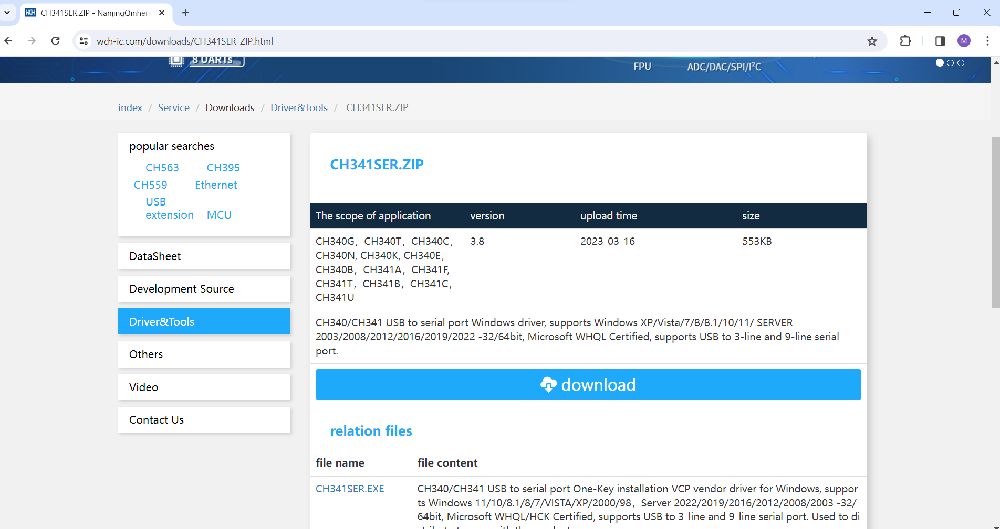 CH341SER.ZIP - NanjingQinhen
wch-ic.com/downloads/CH341SER_ZIP.html
M
8 UARTs
FPU
ADC/DAC/SPI/I²C
index / Service / Downloads / Driver&Tools / CH341SER.ZIP
popular searches
CH563 CH395
CH559 Ethernet
USB
extension MCU
DataSheet
Development Source
Driver&Tools
Others
Video
Contact Us
CH341SER.ZIP
The scope of application version upload time size
CH340G，CH340T，CH340C， 3.8 2023-03-16 553KB
CH340N, CH340K, CH340E，
CH340B，CH341A，CH341F,
CH341T，CH341B，CH341C，
CH341U
CH340/CH341 USB to serial port Windows driver, supports Windows XP/Vista/7/8/8.1/10/11/ SERVER
2003/2008/2012/2016/2019/2022 -32/64bit, Microsoft WHQL Certified, supports USB to 3-line and 9-line serial
port.
download
relation files
file name file content
CH341SER.EXE CH340/CH341 USB to serial port One-Key installation VCP vendor driver for Windows, suppor
ts Windows 11/10/8.1/8/7/VISTA/XP/2000/98，Server 2022/2019/2016/2012/2008/2003 -32/
64bit, Microsoft WHQL/HCK Certified, supports USB to 3-line and 9-line serial port. Used to di